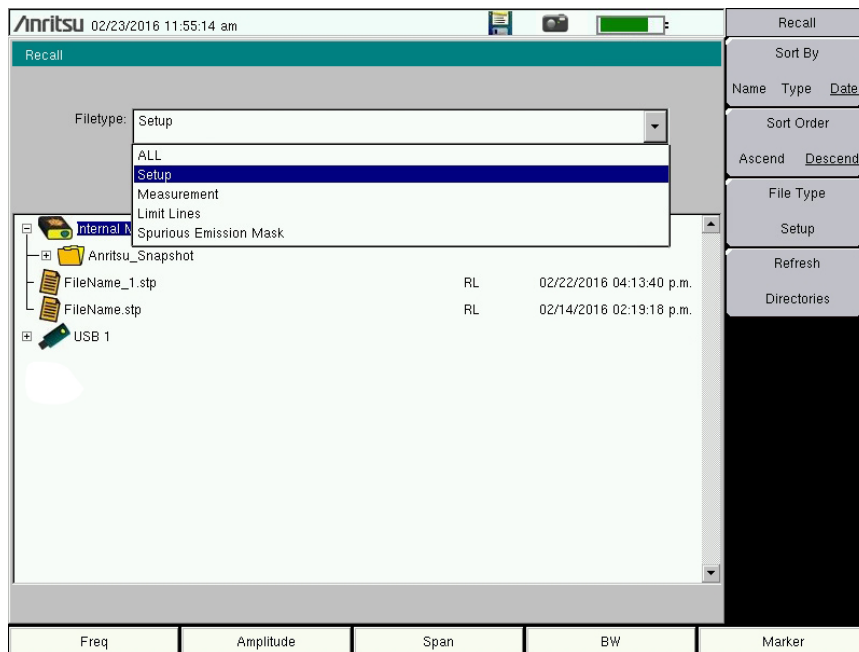 Anritsu 02/23/2016 11:55:14 am
Recall
Filetype: Setup
ALL
Setup
Measurement
Limit Lines
Spurious Emission Mask
Internal
Anritsu_Snapshot
FileName_1.stp RL 02/22/2016 04:13:40 p.m.
FileName.stp RL 02/14/2016 02:19:18 p.m.
USB 1
Recall
Sort By
Name Type Date
Sort Order
Ascend Descend
File Type
Setup
Refresh
Directories
Freq Amplitude Span BW Marker